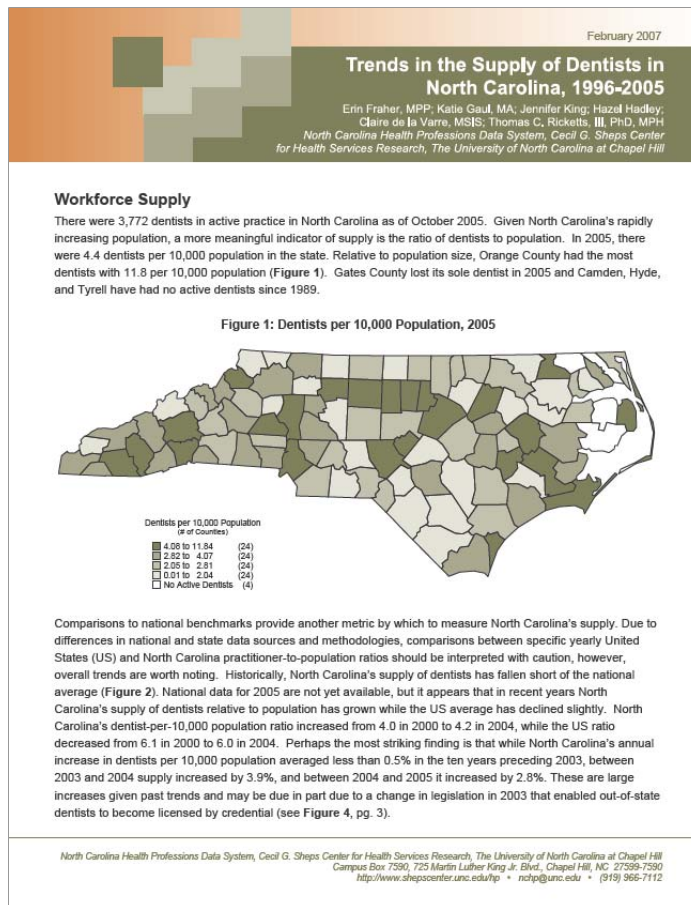 February 2007
Trends in the Supply of Dentists in
North Carolina, 1996-2005
Erin Fraher, MPP; Katie Gaul, MA; Jennifer King; Hazel Hadley;
Claire de la Varre, MSIS; Thomas C. Ricketts, III, PhD, MPH
North Carolina Health Professions Data System, Cecil G. Sheps Center
for Health Services Research, The University of North Carolina at Chapel Hill
Workforce Supply
There were 3,772 dentists in active practice in North Carolina as of October 2005. Given North Carolina's rapidly
increasing population, a more meaningful indicator of supply is the ratio of dentists to population. In 2005, there
were 4.4 dentists per 10,000 population in the state. Relative to population size, Orange County had the most
dentists with 11.8 per 10,000 population (Figure 1). Gates County lost its sole dentist in 2005 and Camden, Hyde,
and Tyrell have had no active dentists since 1989.
Figure 1: Dentists per 10,000 Population, 2005
Dentists per 10,000 Population
(# of Counties)
4.08 to 11.84 (24)
2.82 to 4.07 (24)
2.05 to 2.81 (24)
0.01 to 2.04 (24)
No Active Dentists (4)
Comparisons to national benchmarks provide another metric by which to measure North Carolina's supply. Due to
differences in national and state data sources and methodologies, comparisons between specific yearly United
States (US) and North Carolina practitioner-to-population ratios should be interpreted with caution, however,
overall trends are worth noting. Historically, North Carolina's supply of dentists has fallen short of the national
average (Figure 2). National data for 2005 are not yet available, but it appears that in recent years North
Carolina's supply of dentists relative to population has grown while the US average has declined slightly. North
Carolina's dentist-per-10,000 population ratio increased from 4.0 in 2000 to 4.2 in 2004, while the US ratio
decreased from 6.1 in 2000 to 6.0 in 2004. Perhaps the most striking finding is that while North Carolina's annual
increase in dentists per 10,000 population averaged less than 0.5% in the ten years preceding 2003, between
2003 and 2004 supply increased by 3.9%, and between 2004 and 2005 it increased by 2.8%. These are large
increases given past trends and may be due in part due to a change in legislation in 2003 that enabled out-of-state
dentists to become licensed by credential (see Figure 4, pg. 3).
North Carolina Health Professions Data System, Cecil G. Sheps Center for Health Services Research, The University of North Carolina at Chapel Hill
Campus Box 7590, 725 Martin Luther King Jr. Blvd., Chapel Hill, NC 27599-7590
http://www.shepscenter.unc.edu/hp • nchp@unc.edu • (919) 966-7112